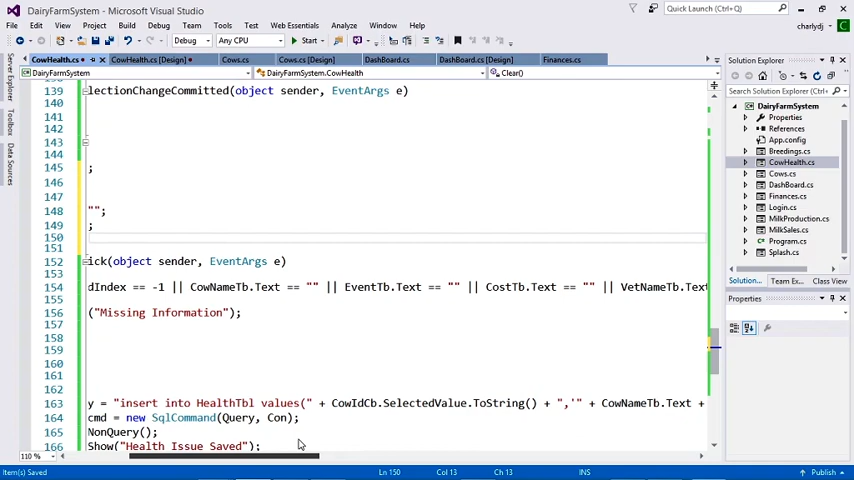 DairyFarmSystem - Microsoft Visual Studio
Quick Launch (Ctrl+Q)
File Edit View Project Build Debug Team Tools Test Web Essentials Analyze Window Help
charlydj
Debug Any CPU Start
CowHealth.cs CowHealth.cs [Design] Cows.cs Cows.cs [Design] DashBoard.cs DashBoard.cs [Design] Finances.cs
DairyFarmSystem DairyFarmSystem.CowHealth Clear()
Server Explorer
Toolbox
Data Sources
139 lectionChangeCommitted(object sender, EventArgs e)
140
141
142
143
144
145 ;
146
147
148 "";
149 ;
150
151
152 ick(object sender, EventArgs e)
153
154 dIndex == -1 || CowNameTb.Text == "" || EventTb.Text == "" || CostTb.Text == "" || VetNameTb.Text
155
156 ("Missing Information");
157
158
159
160
161
162
163 y = "insert into HealthTbl values(" + CowIdCb.SelectedValue.ToString() + ",'" + CowNameTb.Text +
164 cmd = new SqlCommand(Query, Con);
165 NonQuery();
166 Show("Health Issue Saved");
110 %
Solution Explorer
Search Solution Explorer
DairyFarmSystem
Properties
References
App.config
Breedings.cs
CowHealth.cs
Cows.cs
DashBoard.cs
Finances.cs
Login.cs
MilkProduction.cs
MilkSales.cs
Program.cs
Splash.cs
Solution... Team Ex... Class View
Properties
Item(s) Saved Ln 150 Col 13 Ch 13 INS Publish